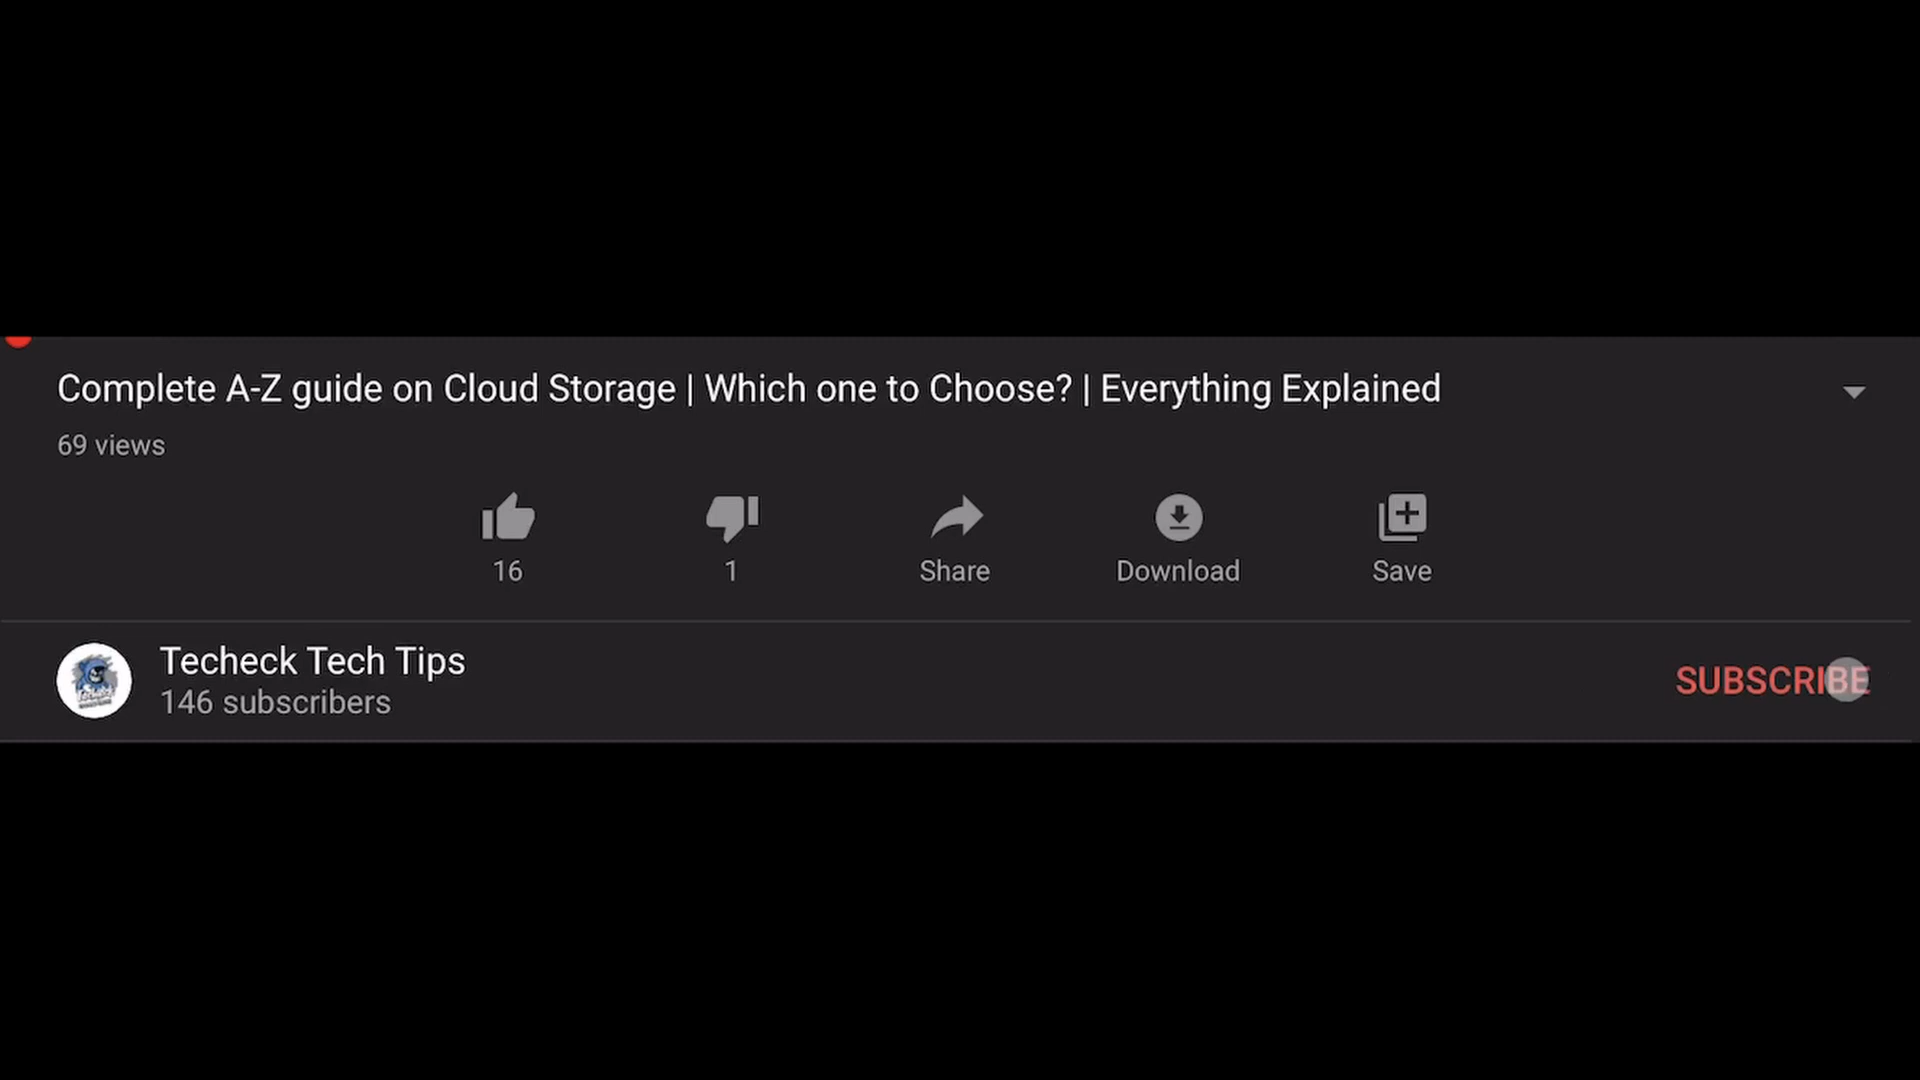 Complete A-Z guide on Cloud Storage | Which one to Choose? | Everything Explained
69 views
16
1
Share
Download
Save
Techeck Tech Tips
146 subscribers
SUBSCRIBE